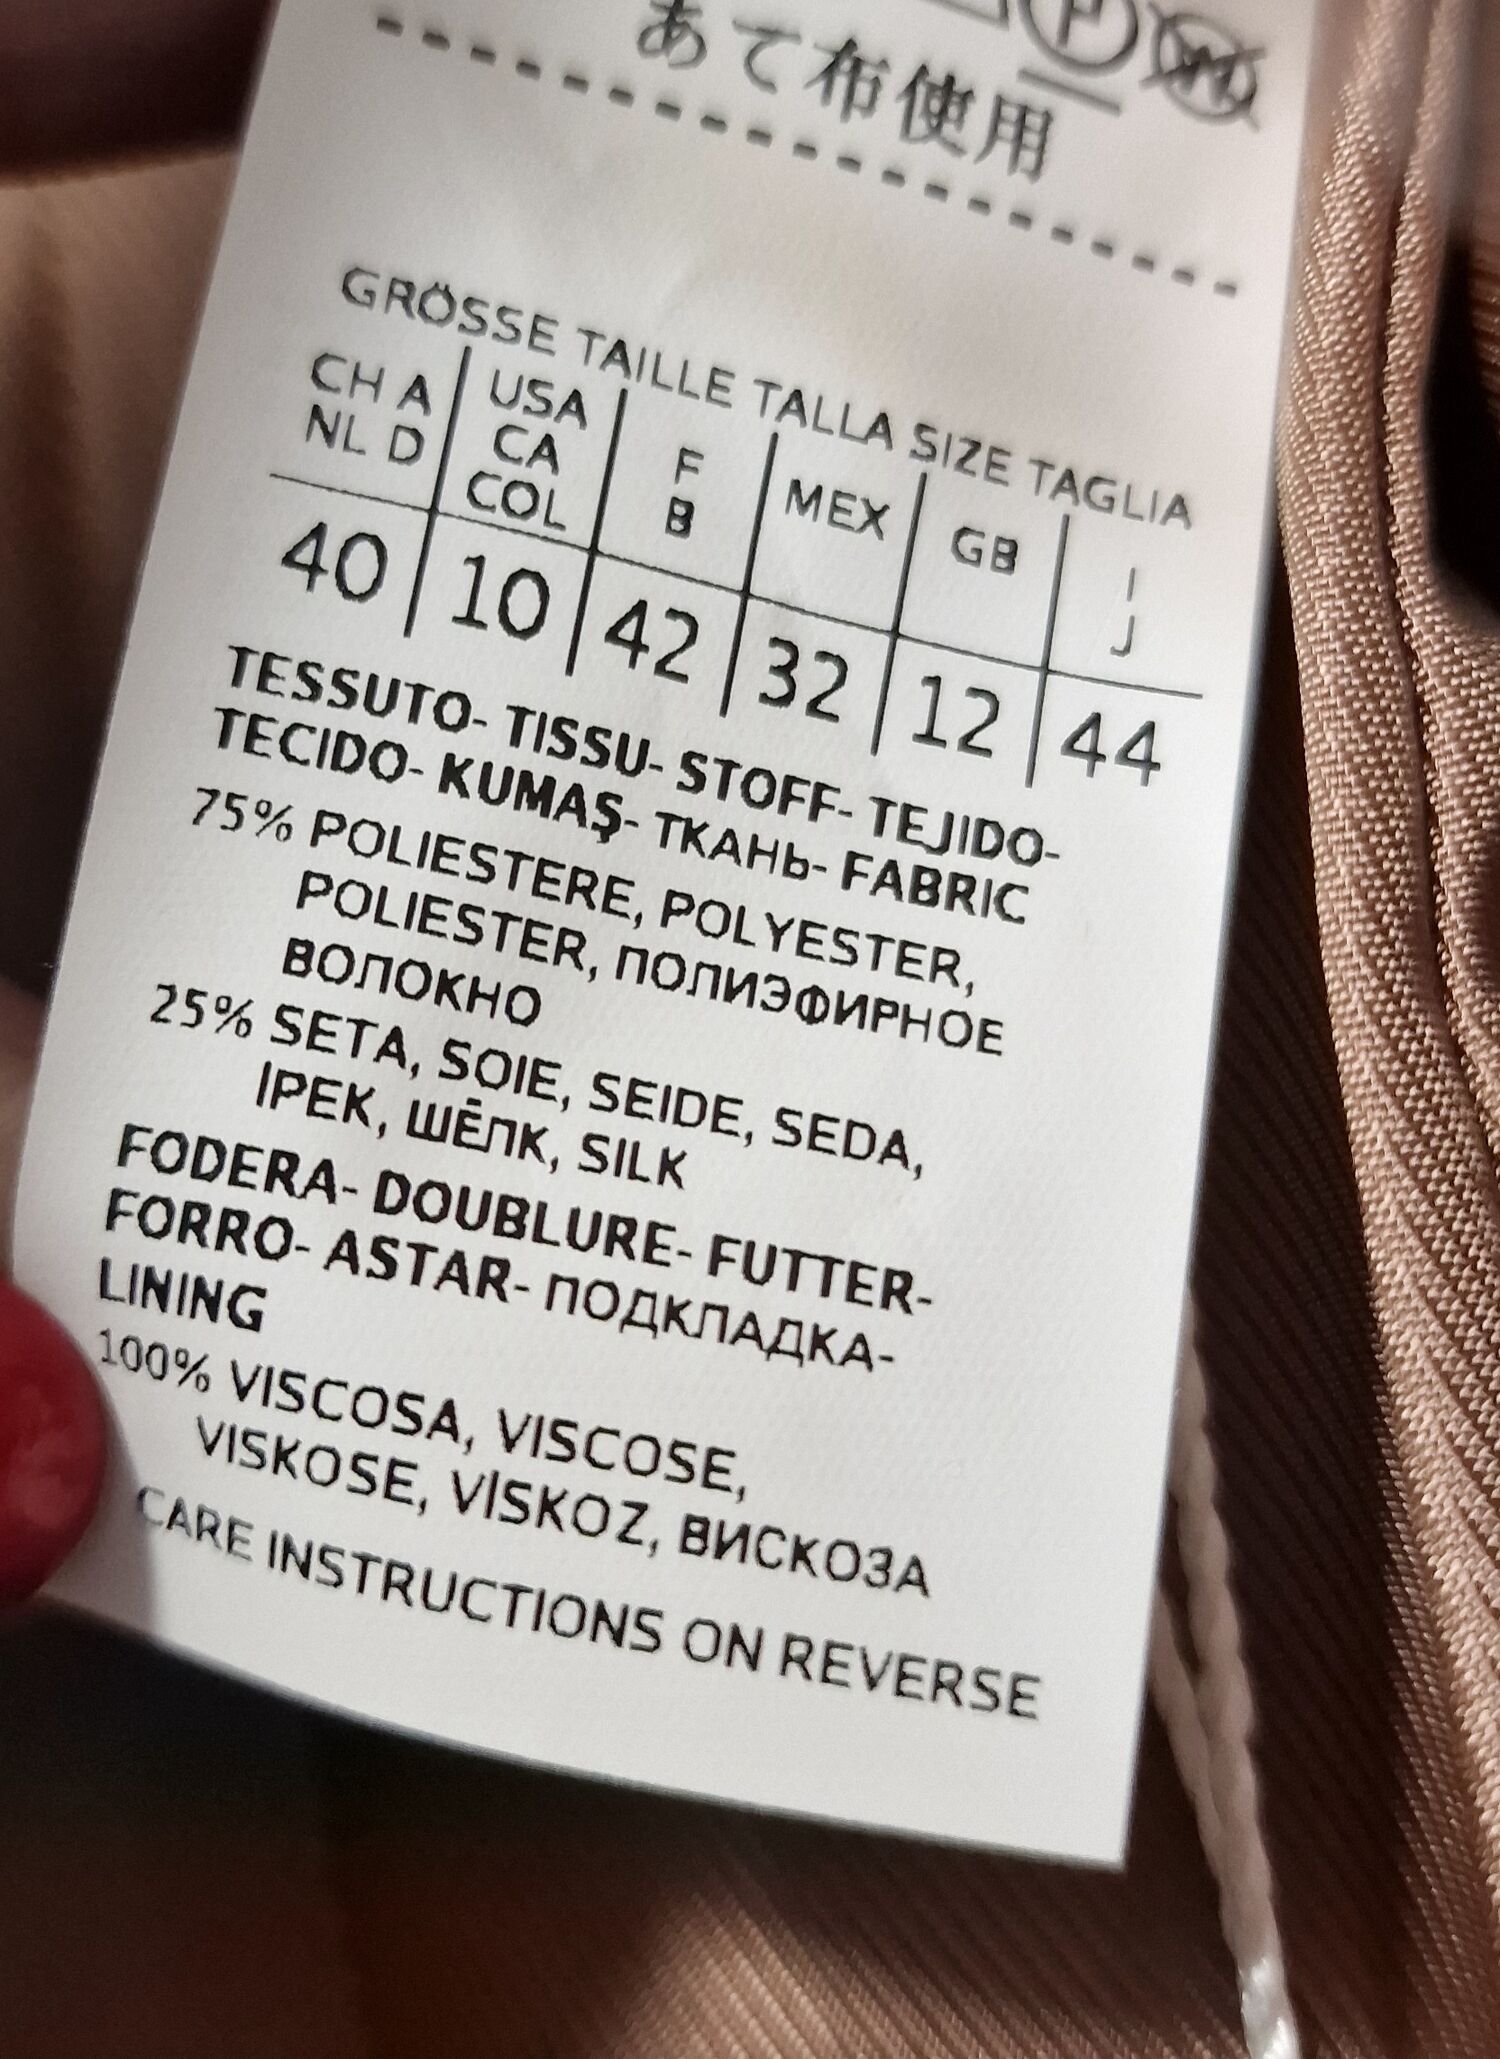 あて布使用
GRÖSSE TAILLE TALLA SIZE TAGLIA
CH A NL D USA CA COL F B MEX GB I J
40 10 42 32 12 44
TESSUTO- TISSU- STOFF- TEJIDO-
TECIDO- KUMAŞ- ТКАНЬ- FABRIC
75% POLIESTERE, POLYESTER,
POLIESTER, ПОЛИЭФИРНОЕ
ВОЛОКНО
25% SETA, SOIE, SEIDE, SEDA,
IPEK, ШЁЛК, SILK
FODERA- DOUBLURE- FUTTER-
FORRO- ASTAR- ПОДКЛАДКА-
LINING
100% VISCOSA, VISCOSE,
VISKOSE, VİSKOZ, ВИСКОЗА
CARE INSTRUCTIONS ON REVERSE